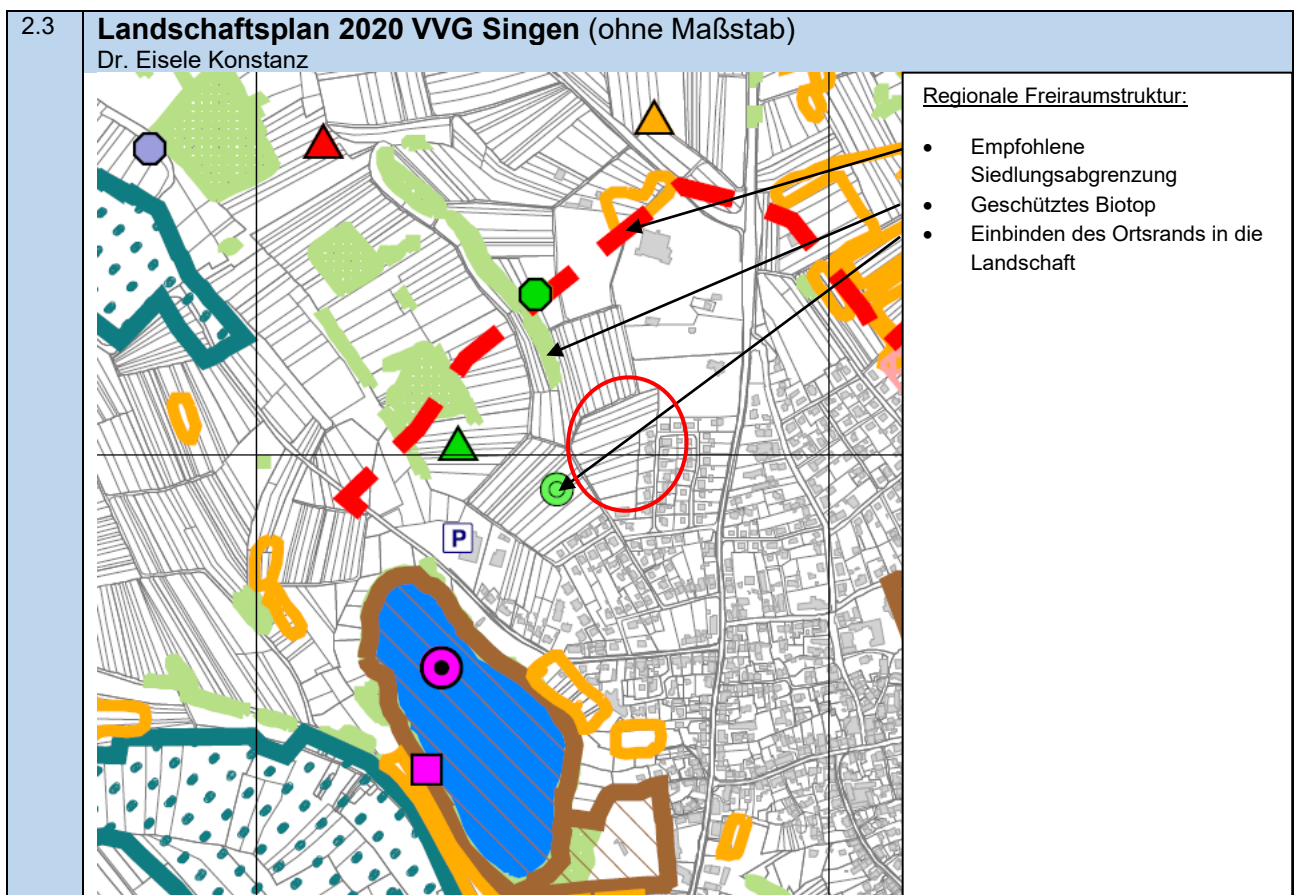 2.3
Landschaftsplan 2020 VVG Singen (ohne Maßstab)
Dr. Eisele Konstanz
Regionale Freiraumstruktur:
• Empfohlene
Siedlungsabgrenzung
• Geschütztes Biotop
• Einbinden des Ortsrands in die
Landschaft
P